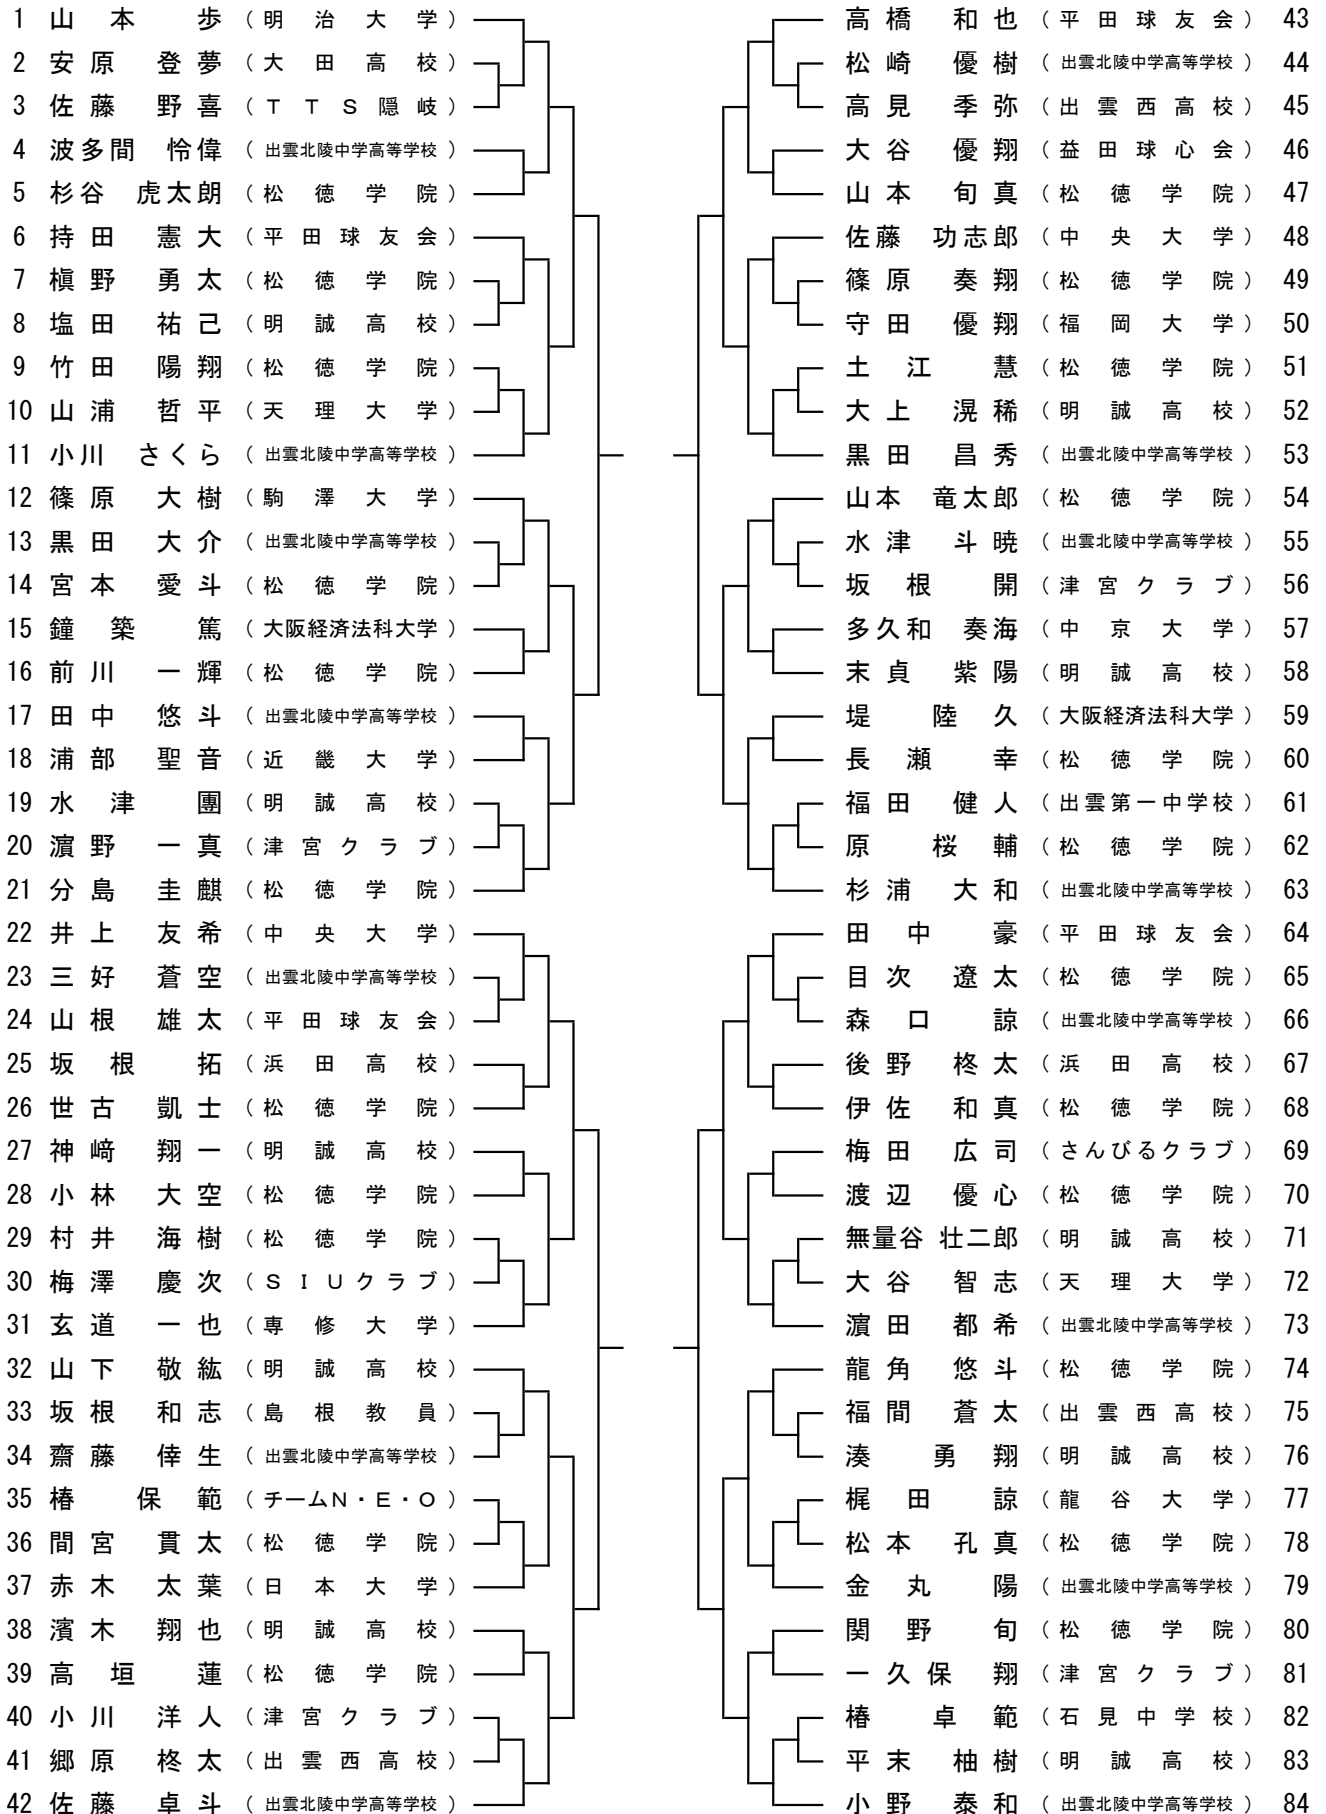 1 山本 歩 (明治大学)
2 安原 登夢 (大田高校)
3 佐藤 野喜 (TTS隠岐)
4 波多間 怜偉 (出雲北陵中学高等学校)
5 杉谷 虎太朗 (松徳学院)
6 持田 憲大 (平田球友会)
7 槇野 勇太 (松徳学院)
8 塩田 祐己 (明誠高校)
9 竹田 陽翔 (松徳学院)
10 山浦 哲平 (天理大学)
11 小川 さくら (出雲北陵中学高等学校)
12 篠原 大樹 (駒澤大学)
13 黒田 大介 (出雲北陵中学高等学校)
14 宮本 愛斗 (松徳学院)
15 鐘築 篤 (大阪経済法科大学)
16 前川 一輝 (松徳学院)
17 田中 悠斗 (出雲北陵中学高等学校)
18 浦部 聖音 (近畿大学)
19 水津 團 (明誠高校)
20 濵野 一真 (津宮クラブ)
21 分島 圭麒 (松徳学院)
22 井上 友希 (中央大学)
23 三好 蒼空 (出雲北陵中学高等学校)
24 山根 雄太 (平田球友会)
25 坂根 拓 (浜田高校)
26 世古 凱士 (松徳学院)
27 神﨑 翔一 (明誠高校)
28 小林 大空 (松徳学院)
29 村井 海樹 (松徳学院)
30 梅澤 慶次 (SIUクラブ)
31 玄道 一也 (専修大学)
32 山下 敬紘 (明誠高校)
33 坂根 和志 (島根教員)
34 齋藤 倖生 (出雲北陵中学高等学校)
35 椿 保範 (チームN・E・O)
36 間宮 貫太 (松徳学院)
37 赤木 太葉 (日本大学)
38 濱木 翔也 (明誠高校)
39 高垣 蓮 (松徳学院)
40 小川 洋人 (津宮クラブ)
41 郷原 柊太 (出雲西高校)
42 佐藤 卓斗 (出雲北陵中学高等学校)
高橋 和也 (平田球友会) 43
松崎 優樹 (出雲北陵中学高等学校) 44
高見 季弥 (出雲西高校) 45
大谷 優翔 (益田球心会) 46
山本 旬真 (松徳学院) 47
佐藤 功志郎 (中央大学) 48
篠原 奏翔 (松徳学院) 49
守田 優翔 (福岡大学) 50
土江 慧 (松徳学院) 51
大上 滉稀 (明誠高校) 52
黒田 昌秀 (出雲北陵中学高等学校) 53
山本 竜太郎 (松徳学院) 54
水津 斗暁 (出雲北陵中学高等学校) 55
坂根 開 (津宮クラブ) 56
多久和 奏海 (中京大学) 57
末貞 紫陽 (明誠高校) 58
堤 陸久 (大阪経済法科大学) 59
長瀬 幸 (松徳学院) 60
福田 健人 (出雲第一中学校) 61
原 桜輔 (松徳学院) 62
杉浦 大和 (出雲北陵中学高等学校) 63
田中 豪 (平田球友会) 64
目次 遼太 (松徳学院) 65
森口 諒 (出雲北陵中学高等学校) 66
後野 柊太 (浜田高校) 67
伊佐 和真 (松徳学院) 68
梅田 広司 (さんびるクラブ) 69
渡辺 優心 (松徳学院) 70
無量谷 壮二郎 (明誠高校) 71
大谷 智志 (天理大学) 72
濵田 都希 (出雲北陵中学高等学校) 73
龍角 悠斗 (松徳学院) 74
福間 蒼太 (出雲西高校) 75
湊 勇翔 (明誠高校) 76
梶田 諒 (龍谷大学) 77
松本 孔真 (松徳学院) 78
金丸 陽 (出雲北陵中学高等学校) 79
関野 旬 (松徳学院) 80
一久保 翔 (津宮クラブ) 81
椿 卓範 (石見中学校) 82
平末 柚樹 (明誠高校) 83
小野 泰和 (出雲北陵中学高等学校) 84